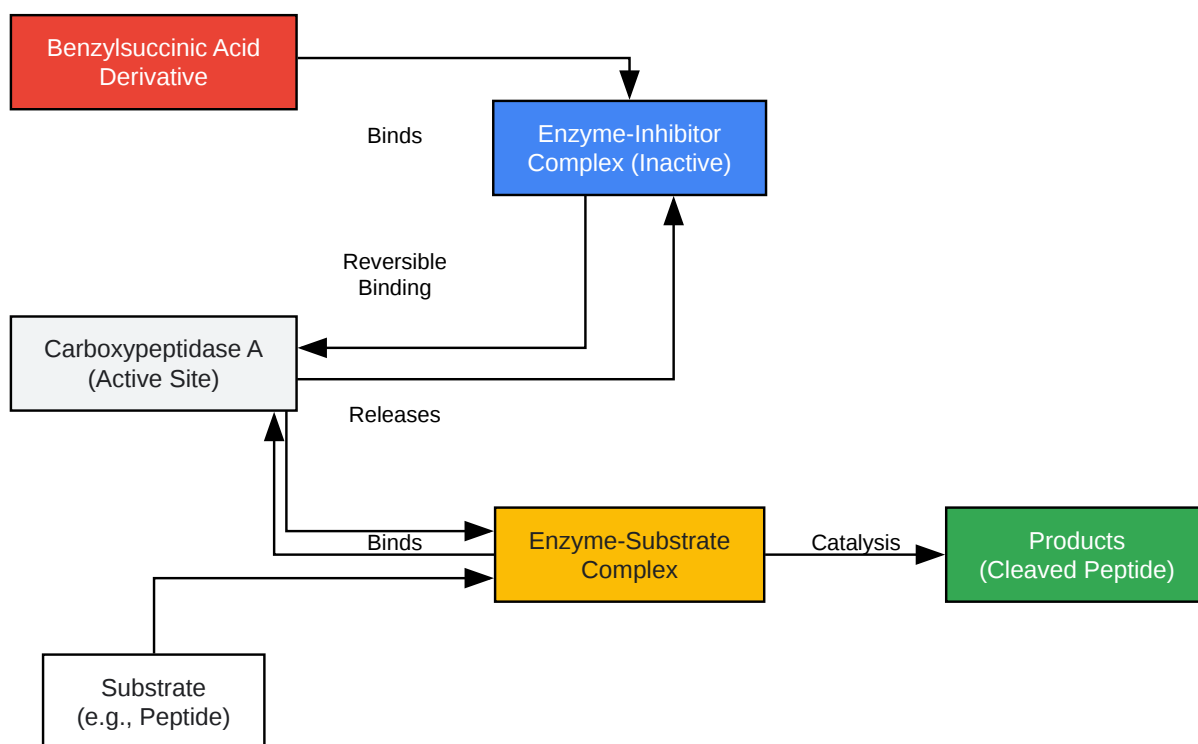 Benzylsuccinic Acid
Derivative
Binds
Enzyme-Inhibitor
Complex (Inactive)
Reversible
Binding
Carboxypeptidase A
(Active Site)
Releases
Binds
Enzyme-Substrate
Complex
Catalysis
Products
(Cleaved Peptide)
Substrate
(e.g., Peptide)